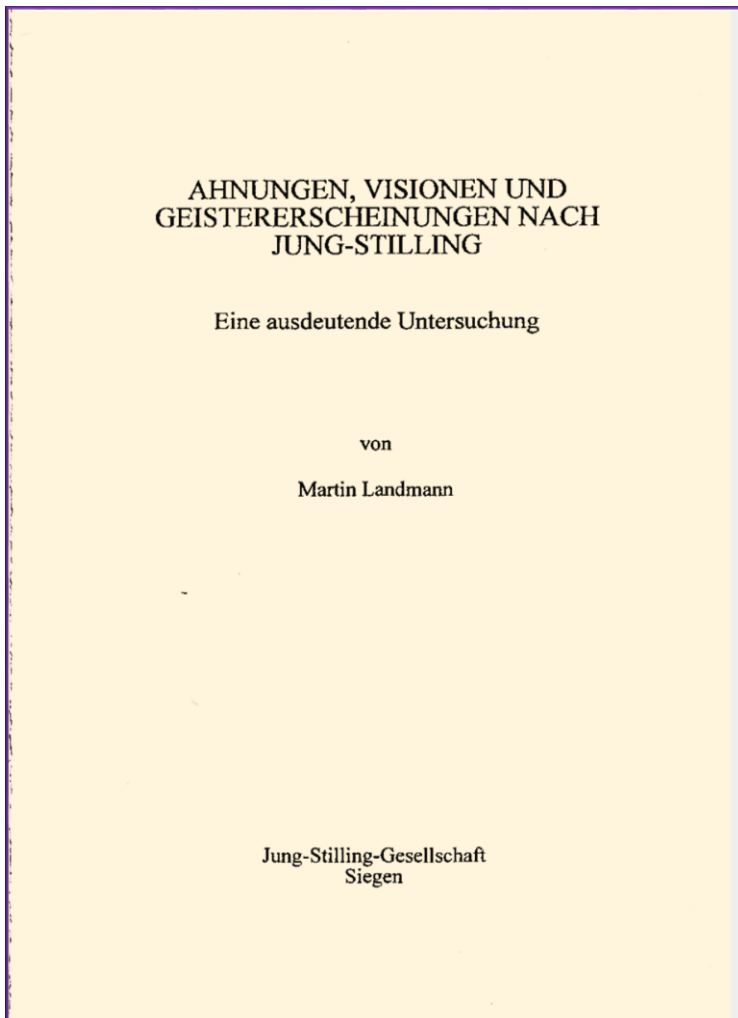 AHNUNGEN, VISIONEN UND
GEISTERERSCHEINUNGEN NACH
JUNG-STILLING
Eine ausdeutende Untersuchung
von
Martin Landmann
Jung-Stilling-Gesellschaft
Siegen